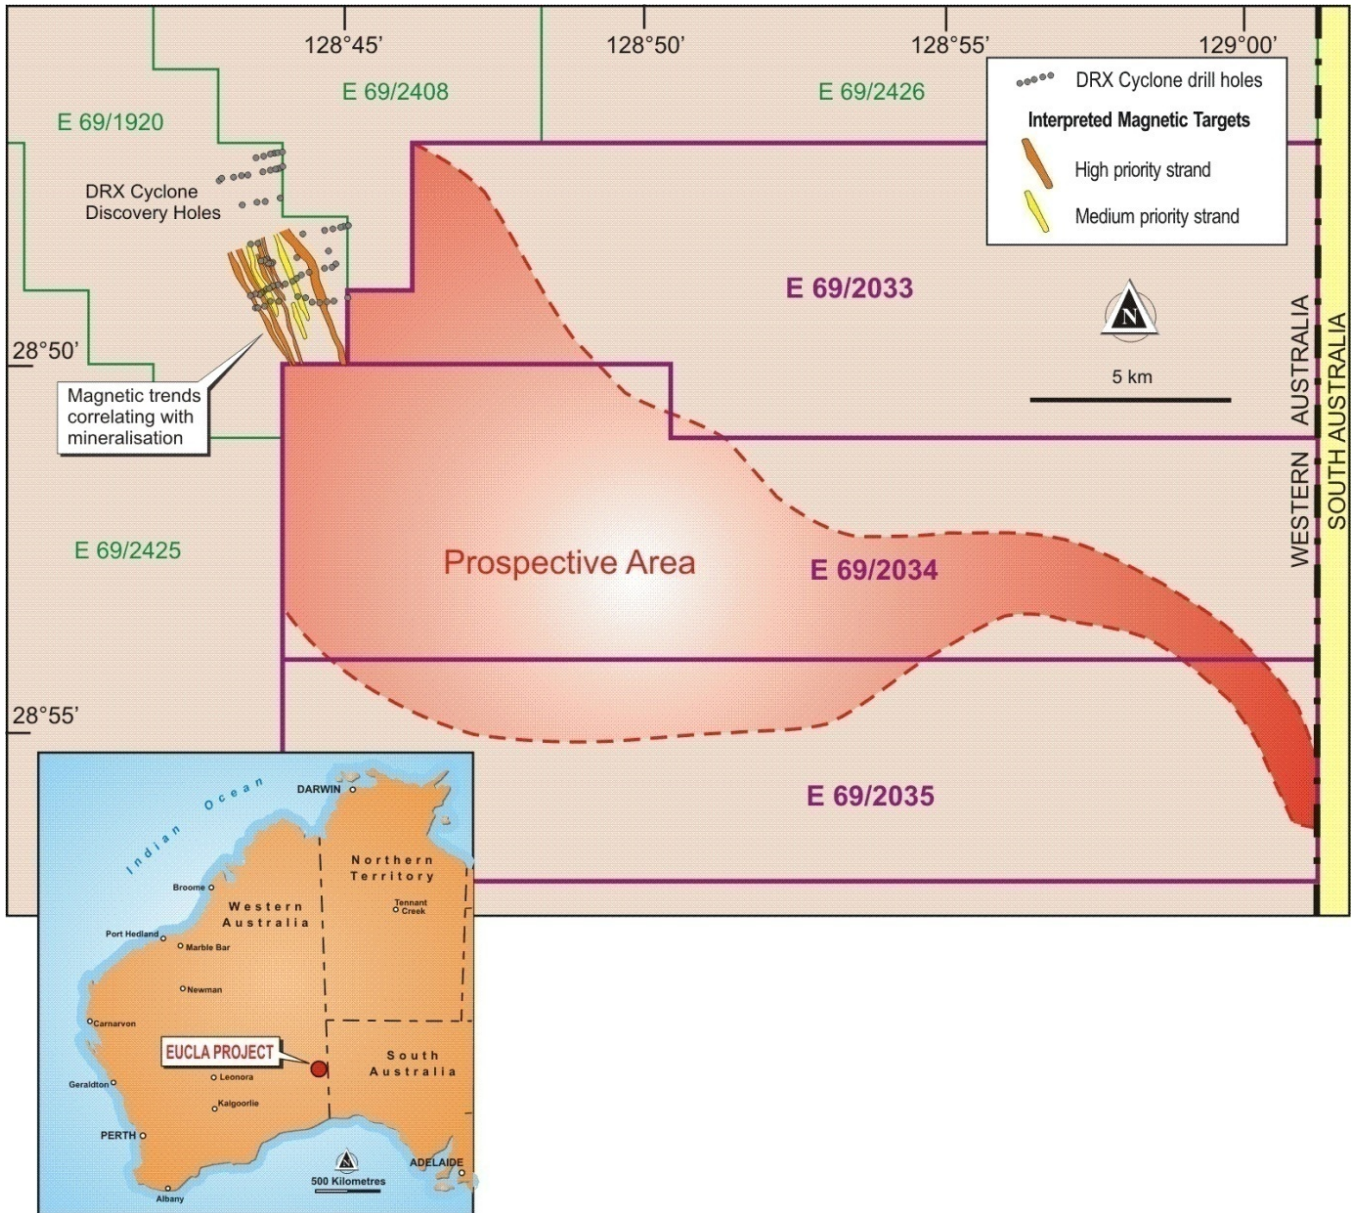 128°45’
128°50’
128°55’
129°00’
E 69/2408
E 69/2426
E 69/1920
DRX Cyclone drill holes
Interpreted Magnetic Targets
High priority strand
Medium priority strand
DRX Cyclone
Discovery Holes
E 69/2033
N
28°50’
5 km
WESTERN AUSTRALIA
SOUTH AUSTRALIA
Magnetic trends
correlating with
mineralisation
E 69/2425
Prospective Area
E 69/2034
28°55’
E 69/2035
Indian Ocean
DARWIN
Northern
Territory
Broome
Western
Australia
Tennant
Creek
Port Hedland
Marble Bar
Newman
Carnarvon
EUCLA PROJECT
South
Australia
Leonora
Geraldton
Kalgoorlie
PERTH
ADELAIDE
N
500 Kilometres
Albany